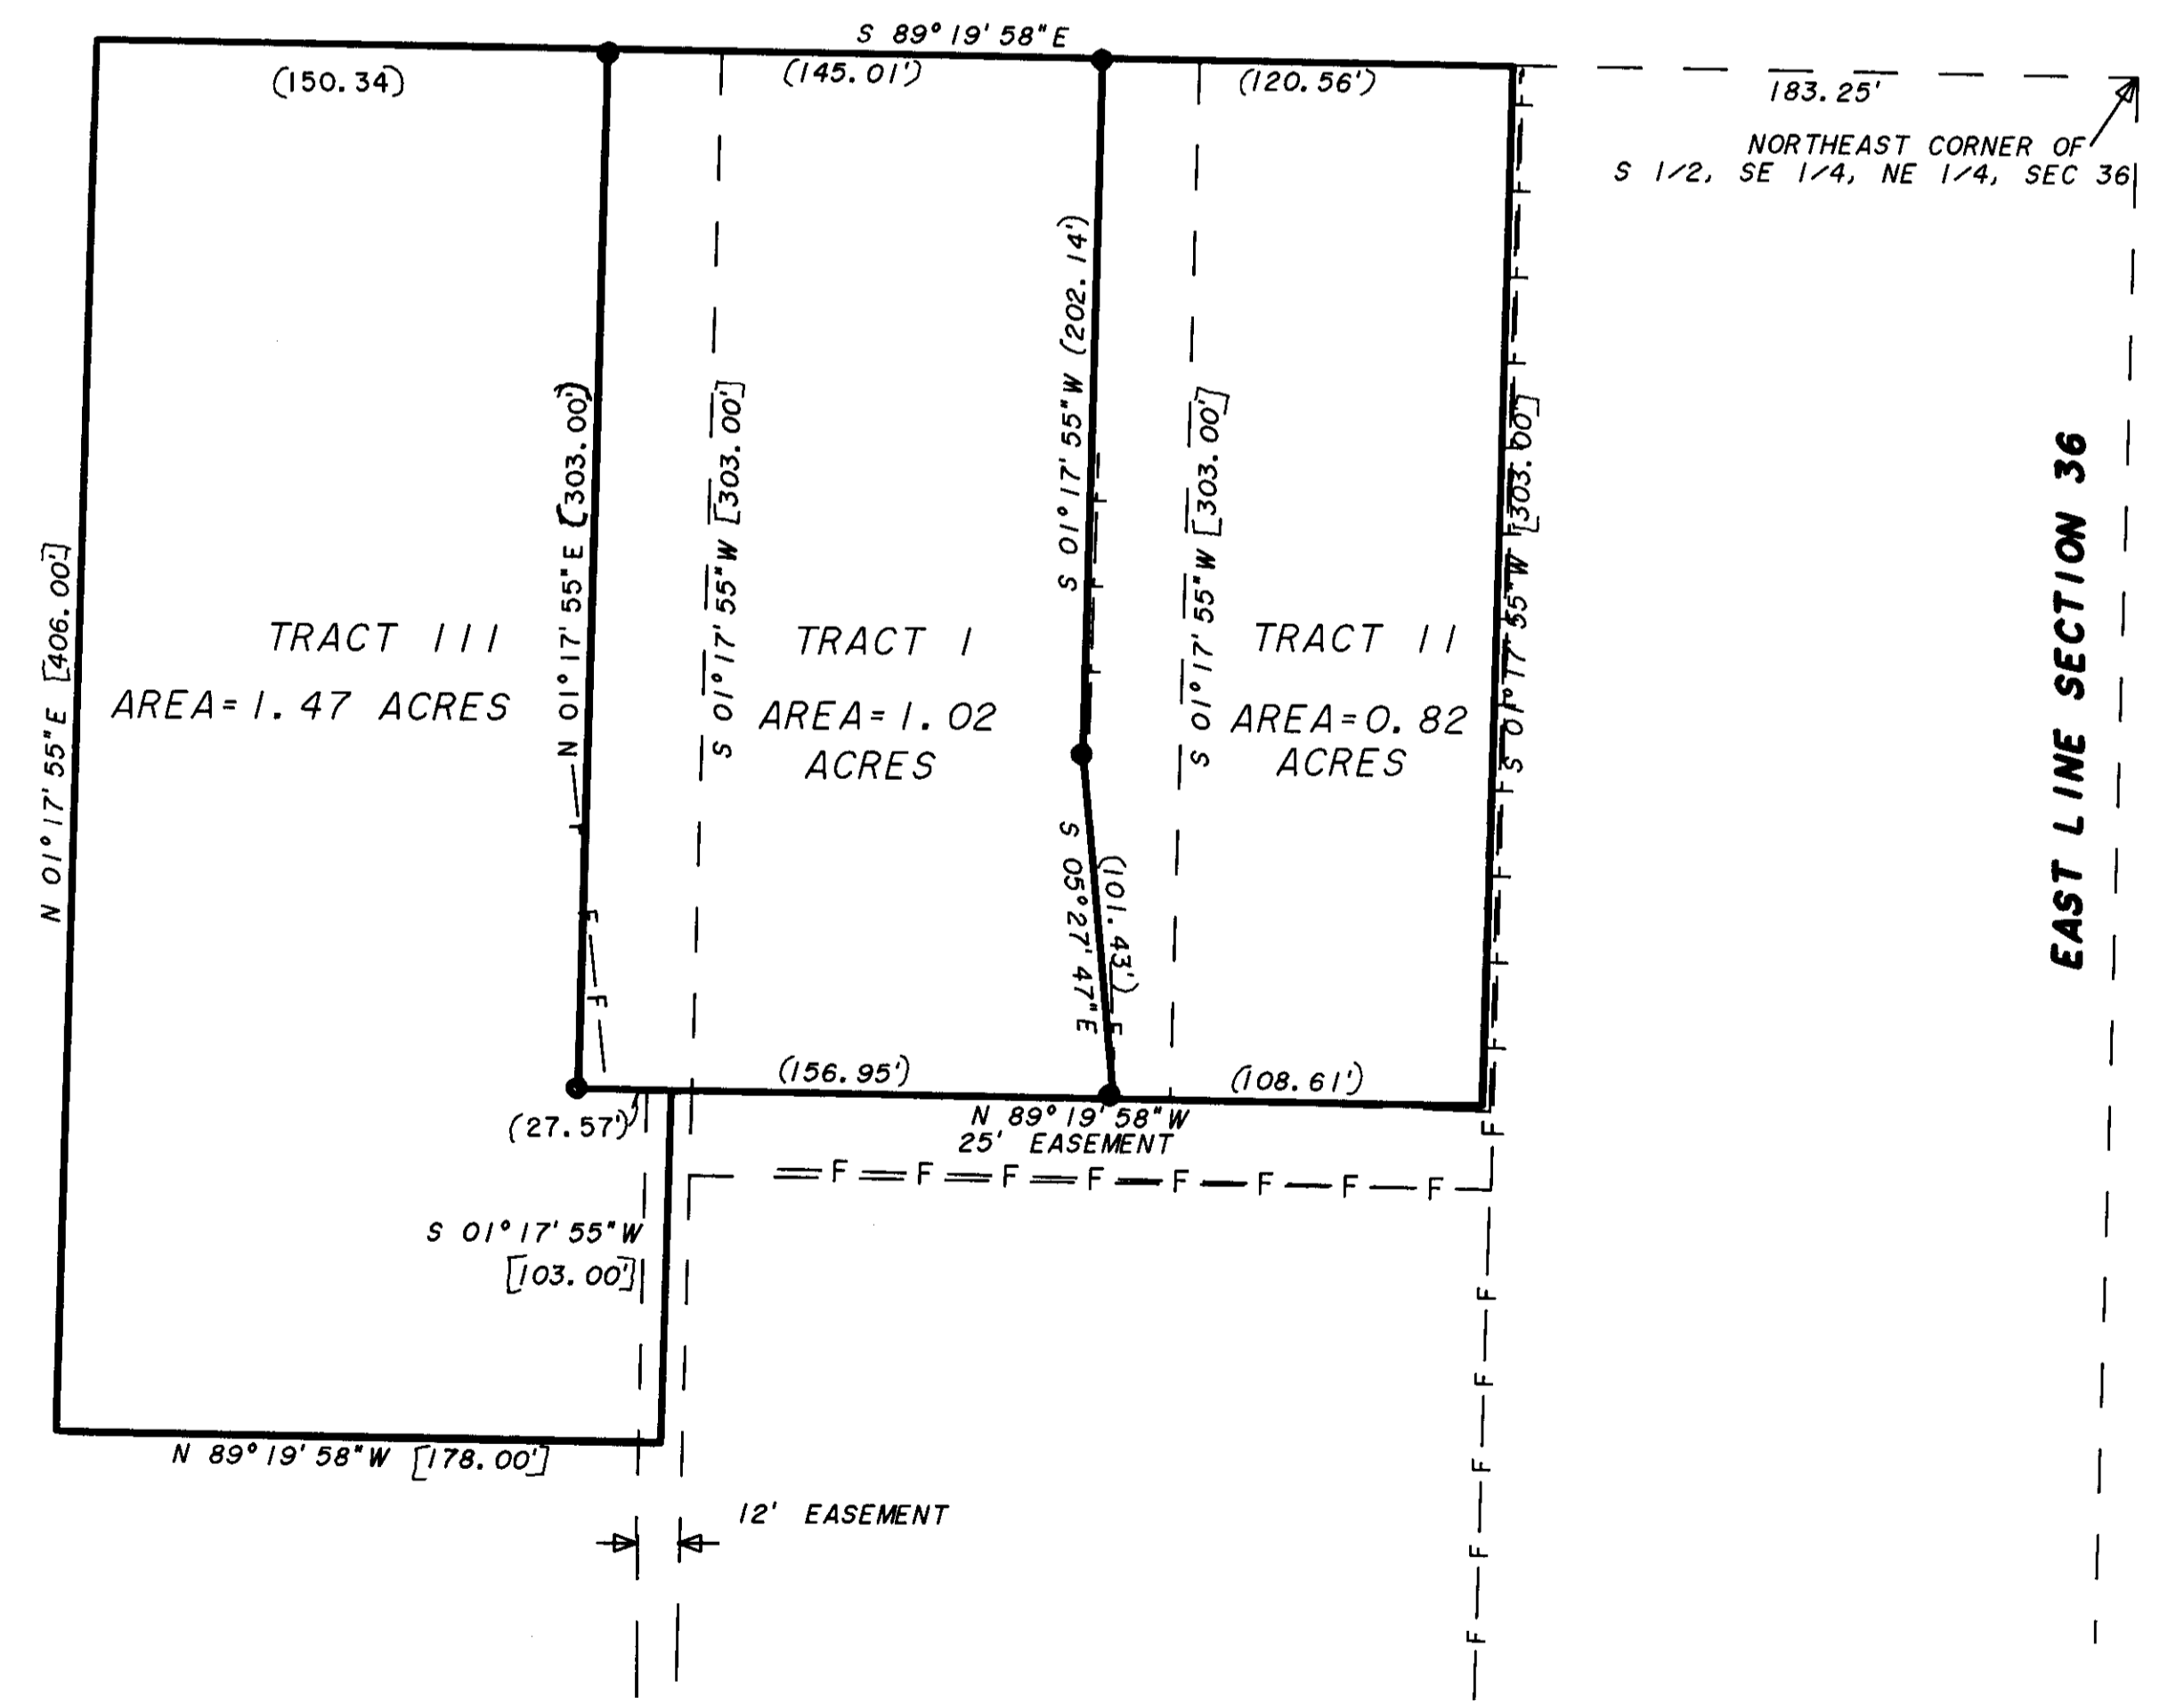 S 89° 19' 58" E
(150.34)
(145.01')
(120.56')
183.25'
NORTHEAST CORNER OF
S 1/2, SE 1/4, NE 1/4, SEC 36
N 01° 17' 55" E [406.00']
TRACT III
AREA= 1.47 ACRES
N 01° 17' 55" E (303.00')
S 01° 17' 55" W [303.00']
TRACT I
AREA= 1.02
ACRES
S 01° 17' 55" W (202.14')
S 05° 27' 47" E
(101.43')
S 01° 17' 55" W [303.00']
TRACT II
AREA=0.82
ACRES
S 01° 17' 55" W [303.00']
EAST LINE SECTION 36
F
F
F
F
F
F
F
F
F
F
F
F
(156.95')
(108.61')
(27.57')
N 89° 19' 58" W
25' EASEMENT
F F F F F F F F
F
S 01° 17' 55" W
[103.00']
F
F
F
F
F
N 89° 19' 58" W [178.00']
12' EASEMENT